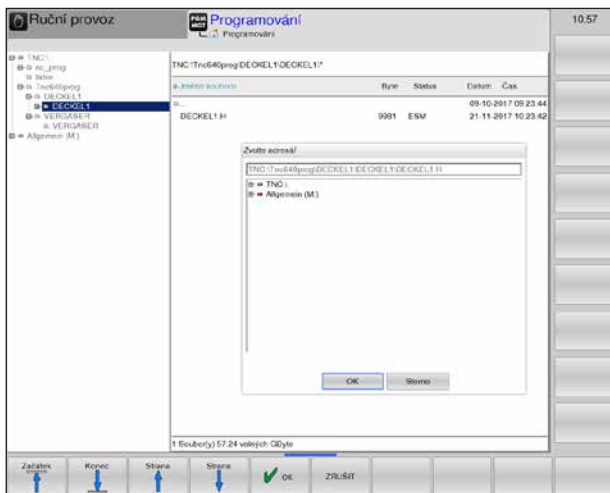 Ruční provoz
PGM
MGT
Programování
Programování
10:57
TNC:\
nc_prog
Tnc640prog
DECKEL1
DECKEL1
VERGASER
VERGASER
Allgemein (M:)
TNC:\Tnc640prog\DECKEL1\DECKEL1\*
Byte Status Datum Čas
.. 09-10-2017 09:23:44
DECKEL1.H 9981 ESM 21-11-2017 10:23:42
Zvolte adresář
TNC:\Tnc640prog\DECKEL1\DECKEL1\DECKEL1.H
TNC:\
Allgemein (M:)
OK Storno
1 Soubor(y) 57.24 volných GByte
Začátek Konec Strana Strana OK ZRUŠIT